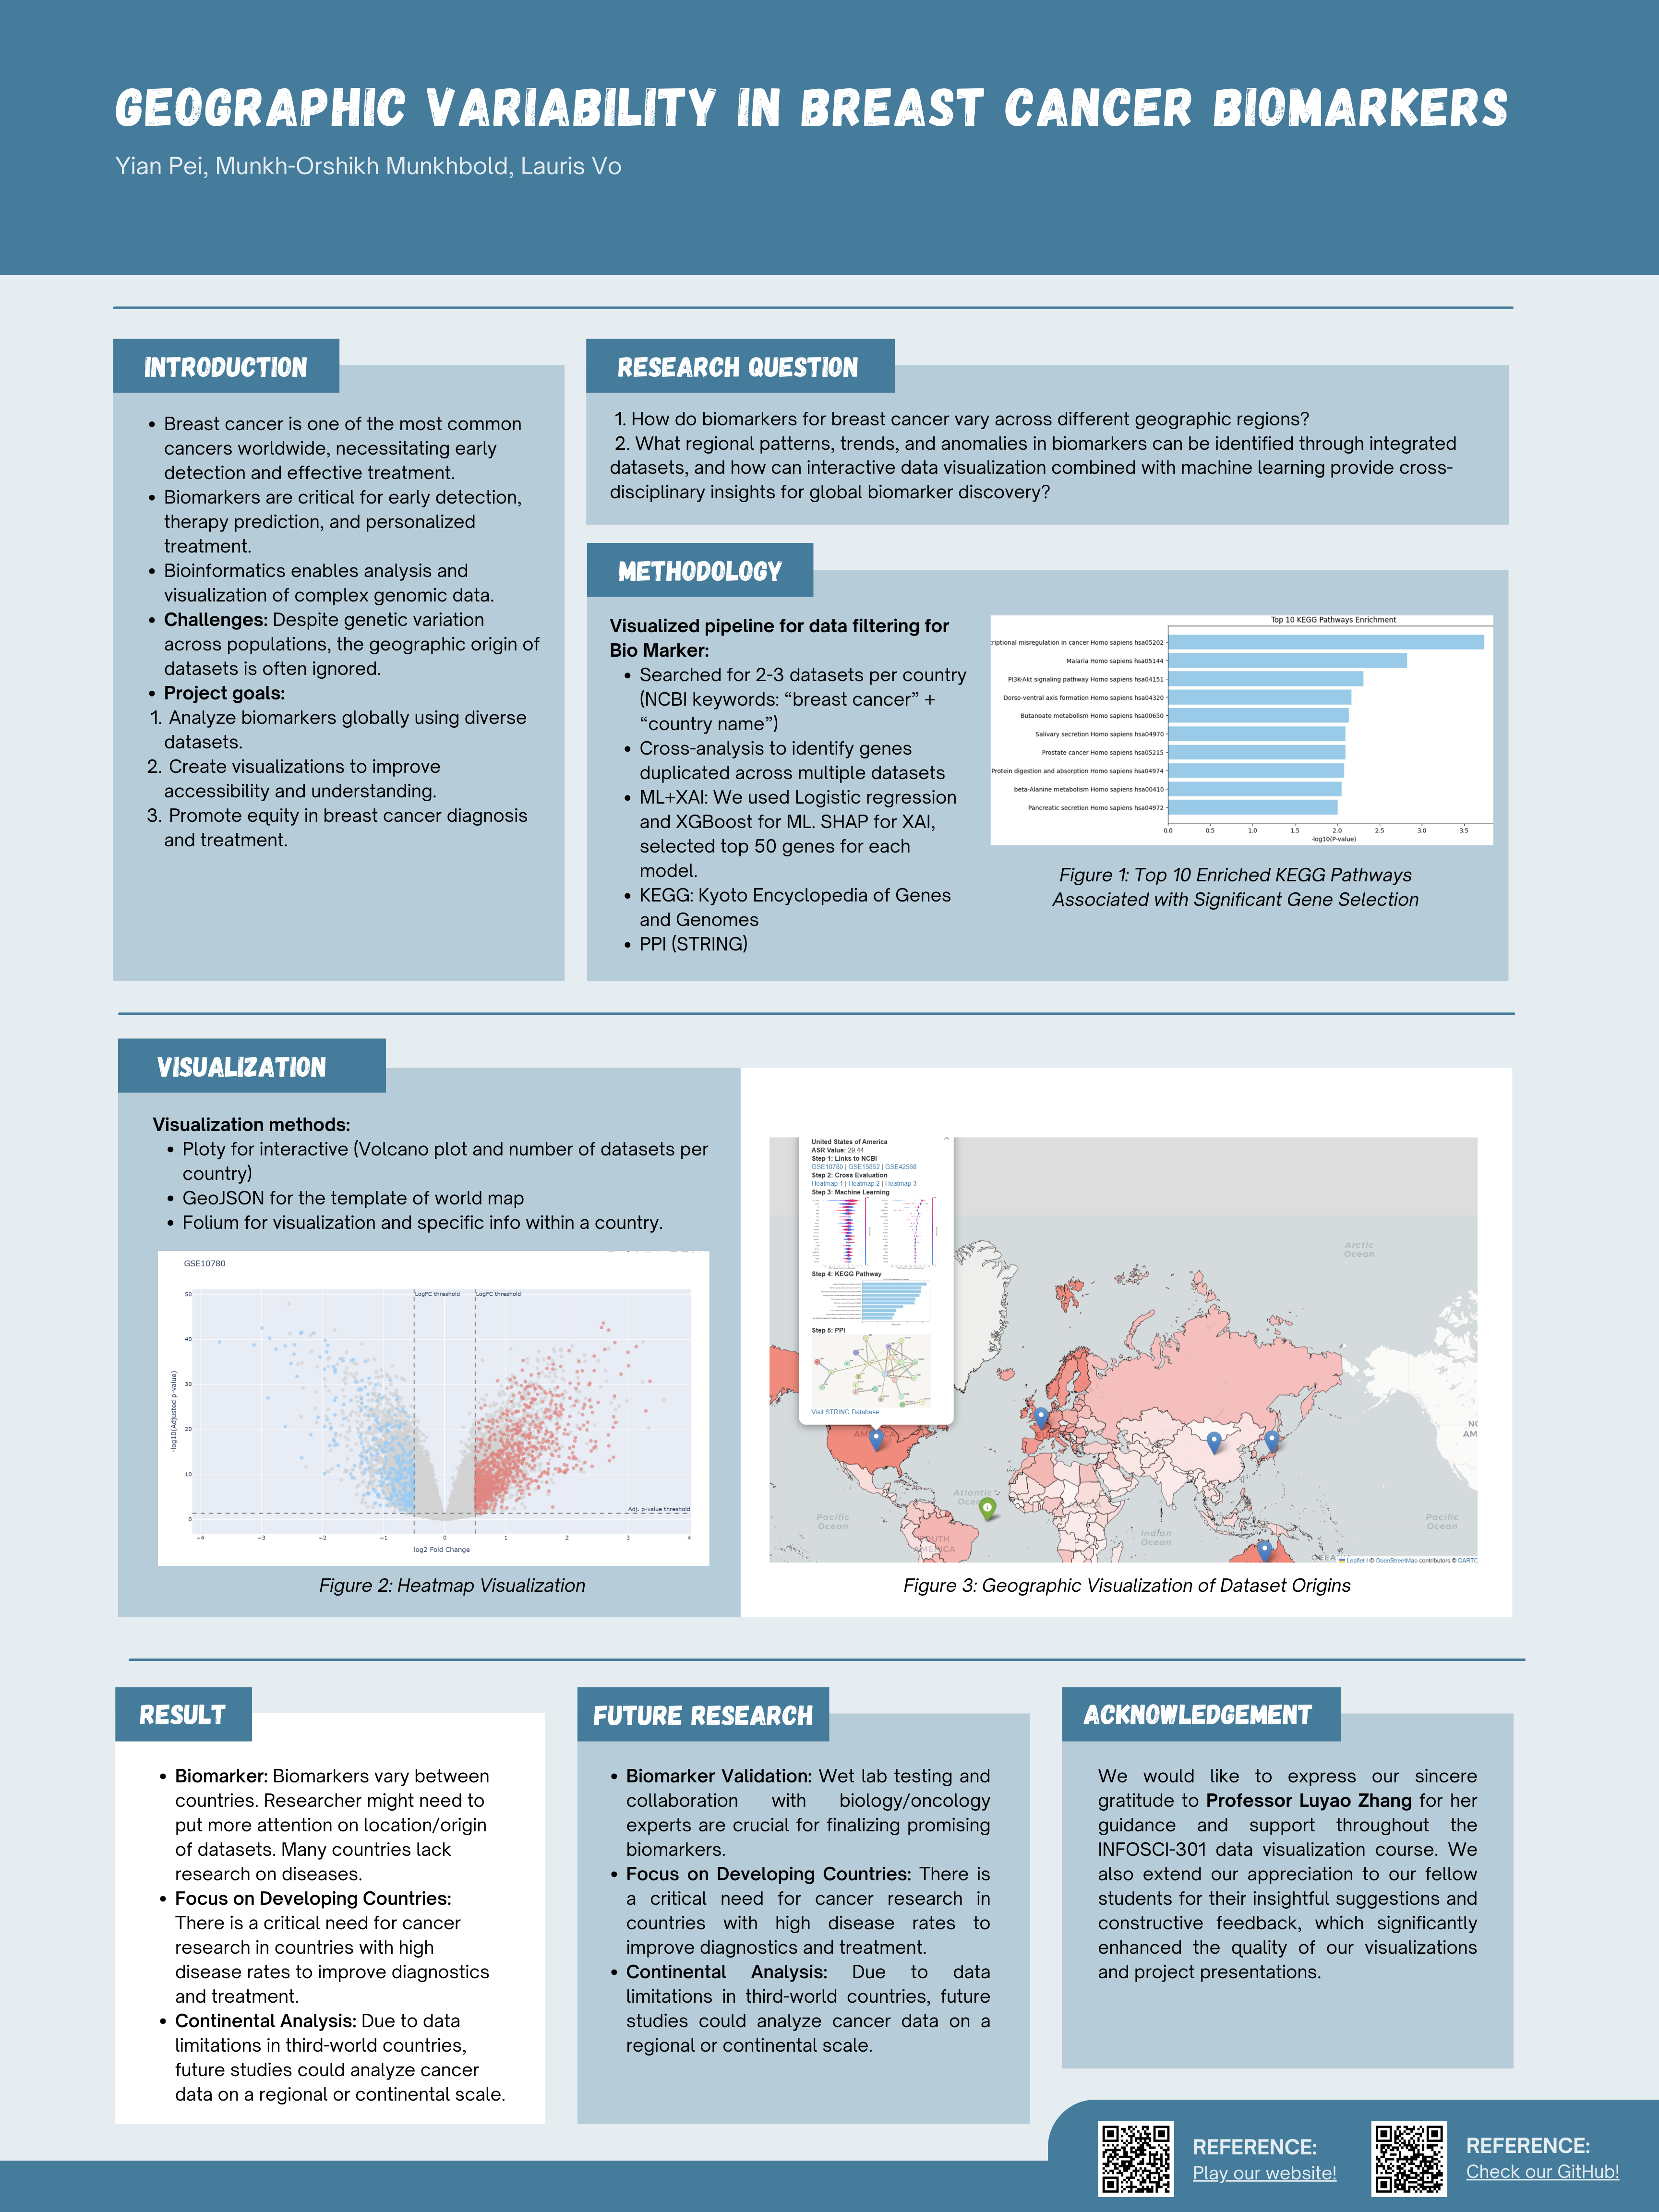 GEOGRAPHIC VARIABILITY IN BREAST CANCER BIOMARKERS
Yian Pei, Munkh-Orshikh Munkhbold, Lauris Vo
INTRODUCTION
• Breast cancer is one of the most common
cancers worldwide, necessitating early
detection and effective treatment.
• Biomarkers are critical for early detection,
therapy prediction, and personalized
treatment.
• Bioinformatics enables analysis and
visualization of complex genomic data.
• Challenges: Despite genetic variation
across populations, the geographic origin of
datasets is often ignored.
• Project goals:
1. Analyze biomarkers globally using diverse
datasets.
2. Create visualizations to improve
accessibility and understanding.
3. Promote equity in breast cancer diagnosis
and treatment.
RESEARCH QUESTION
1. How do biomarkers for breast cancer vary across different geographic regions?
2. What regional patterns, trends, and anomalies in biomarkers can be identified through integrated
datasets, and how can interactive data visualization combined with machine learning provide cross-
disciplinary insights for global biomarker discovery?
METHODOLOGY
Visualized pipeline for data filtering for
Bio Marker:
• Searched for 2-3 datasets per country
(NCBI keywords: “breast cancer” +
“country name”)
• Cross-analysis to identify genes
duplicated across multiple datasets
• ML+XAI: We used Logistic regression
and XGBoost for ML. SHAP for XAI,
selected top 50 genes for each
model.
• KEGG: Kyoto Encyclopedia of Genes
and Genomes
• PPI (STRING)
Top 10 KEGG Pathways Enrichment
criptional misregulation in cancer Homo sapiens hsa05202
Malaria Homo sapiens hsa05144
PI3K-Akt signaling pathway Homo sapiens hsa04151
Dorso-ventral axis formation Homo sapiens hsa04320
Butanoate metabolism Homo sapiens hsa00650
Salivary secretion Homo sapiens hsa04970
Prostate cancer Homo sapiens hsa05215
Protein digestion and absorption Homo sapiens hsa04974
beta-Alanine metabolism Homo sapiens hsa00410
Pancreatic secretion Homo sapiens hsa04972
0.0 0.5 1.0 1.5 2.0 2.5 3.0 3.5
-log10(P-value)
Figure 1: Top 10 Enriched KEGG Pathways
Associated with Significant Gene Selection
VISUALIZATION
Visualization methods:
• Ploty for interactive (Volcano plot and number of datasets per
country)
• GeoJSON for the template of world map
• Folium for visualization and specific info within a country.
GSE10780
LogFC threshold LogFC threshold
50
40
30
20
10
0
-log10(Adjusted p-value)
Adj. p-value threshold
−4 −3 −2 −1 0 1 2 3 4
log2 Fold Change
Figure 2: Heatmap Visualization
United States of America
ASR Value: 29.44
Step 1: Links to NCBI
GSE10780 | GSE15852 | GSE42568
Step 2: Cross Evaluation
Heatmap 1 | Heatmap 2 | Heatmap 3
Step 3: Machine Learning
Step 4: KEGG Pathway
Step 5: PPI
Visit STRING Database
Arctic
Ocean
NO
AM
AMERICA
Atlantic
Ocean
Pacific
Ocean
SOUTH
AMERICA
Indian
Ocean
Pacific
Ocean
OCEA
Leaflet | © OpenStreetMap contributors © CARTO
Figure 3: Geographic Visualization of Dataset Origins
RESULT
• Biomarker: Biomarkers vary between
countries. Researcher might need to
put more attention on location/origin
of datasets. Many countries lack
research on diseases.
• Focus on Developing Countries:
There is a critical need for cancer
research in countries with high
disease rates to improve diagnostics
and treatment.
• Continental Analysis: Due to data
limitations in third-world countries,
future studies could analyze cancer
data on a regional or continental scale.
FUTURE RESEARCH
• Biomarker Validation: Wet lab testing and
collaboration with biology/oncology
experts are crucial for finalizing promising
biomarkers.
• Focus on Developing Countries: There is
a critical need for cancer research in
countries with high disease rates to
improve diagnostics and treatment.
• Continental Analysis: Due to data
limitations in third-world countries, future
studies could analyze cancer data on a
regional or continental scale.
ACKNOWLEDGEMENT
We would like to express our sincere
gratitude to Professor Luyao Zhang for her
guidance and support throughout the
INFOSCI-301 data visualization course. We
also extend our appreciation to our fellow
students for their insightful suggestions and
constructive feedback, which significantly
enhanced the quality of our visualizations
and project presentations.
REFERENCE:
Play our website!
REFERENCE:
Check our GitHub!